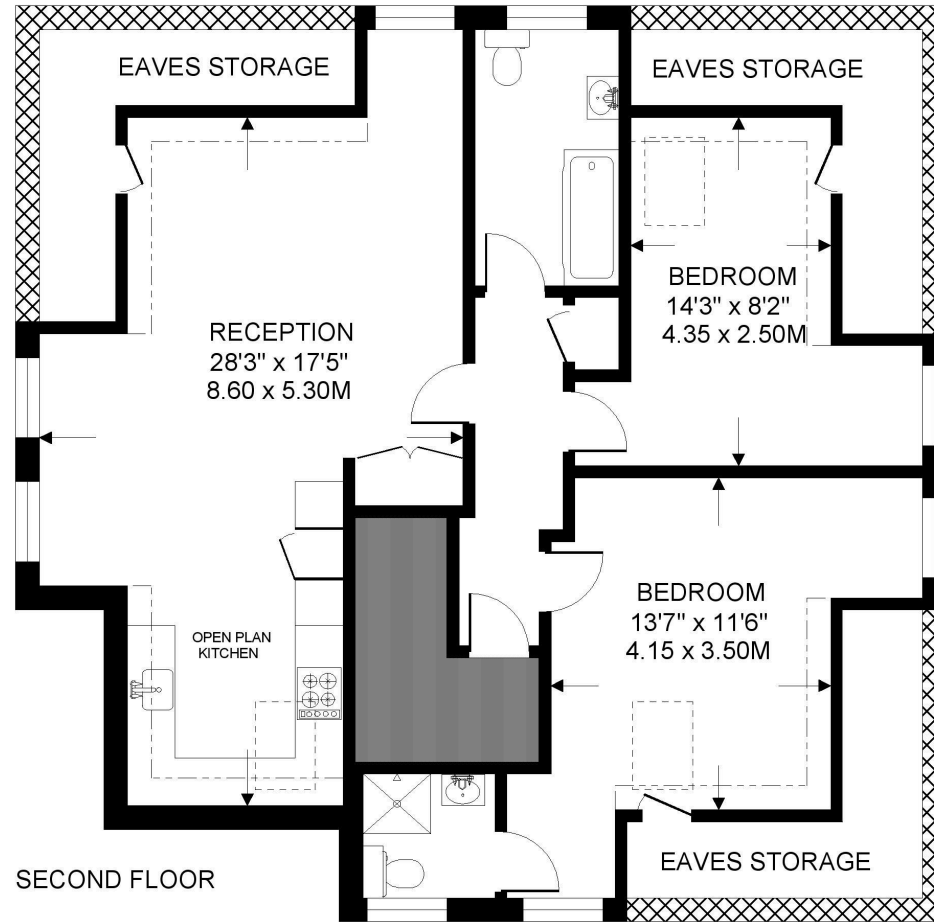 EAVES STORAGE
EAVES STORAGE
RECEPTION
28'3" x 17'5"
8.60 x 5.30M
BEDROOM
14'3" x 8'2"
4.35 x 2.50M
OPEN PLAN
KITCHEN
BEDROOM
13'7" x 11'6"
4.15 x 3.50M
SECOND FLOOR
EAVES STORAGE